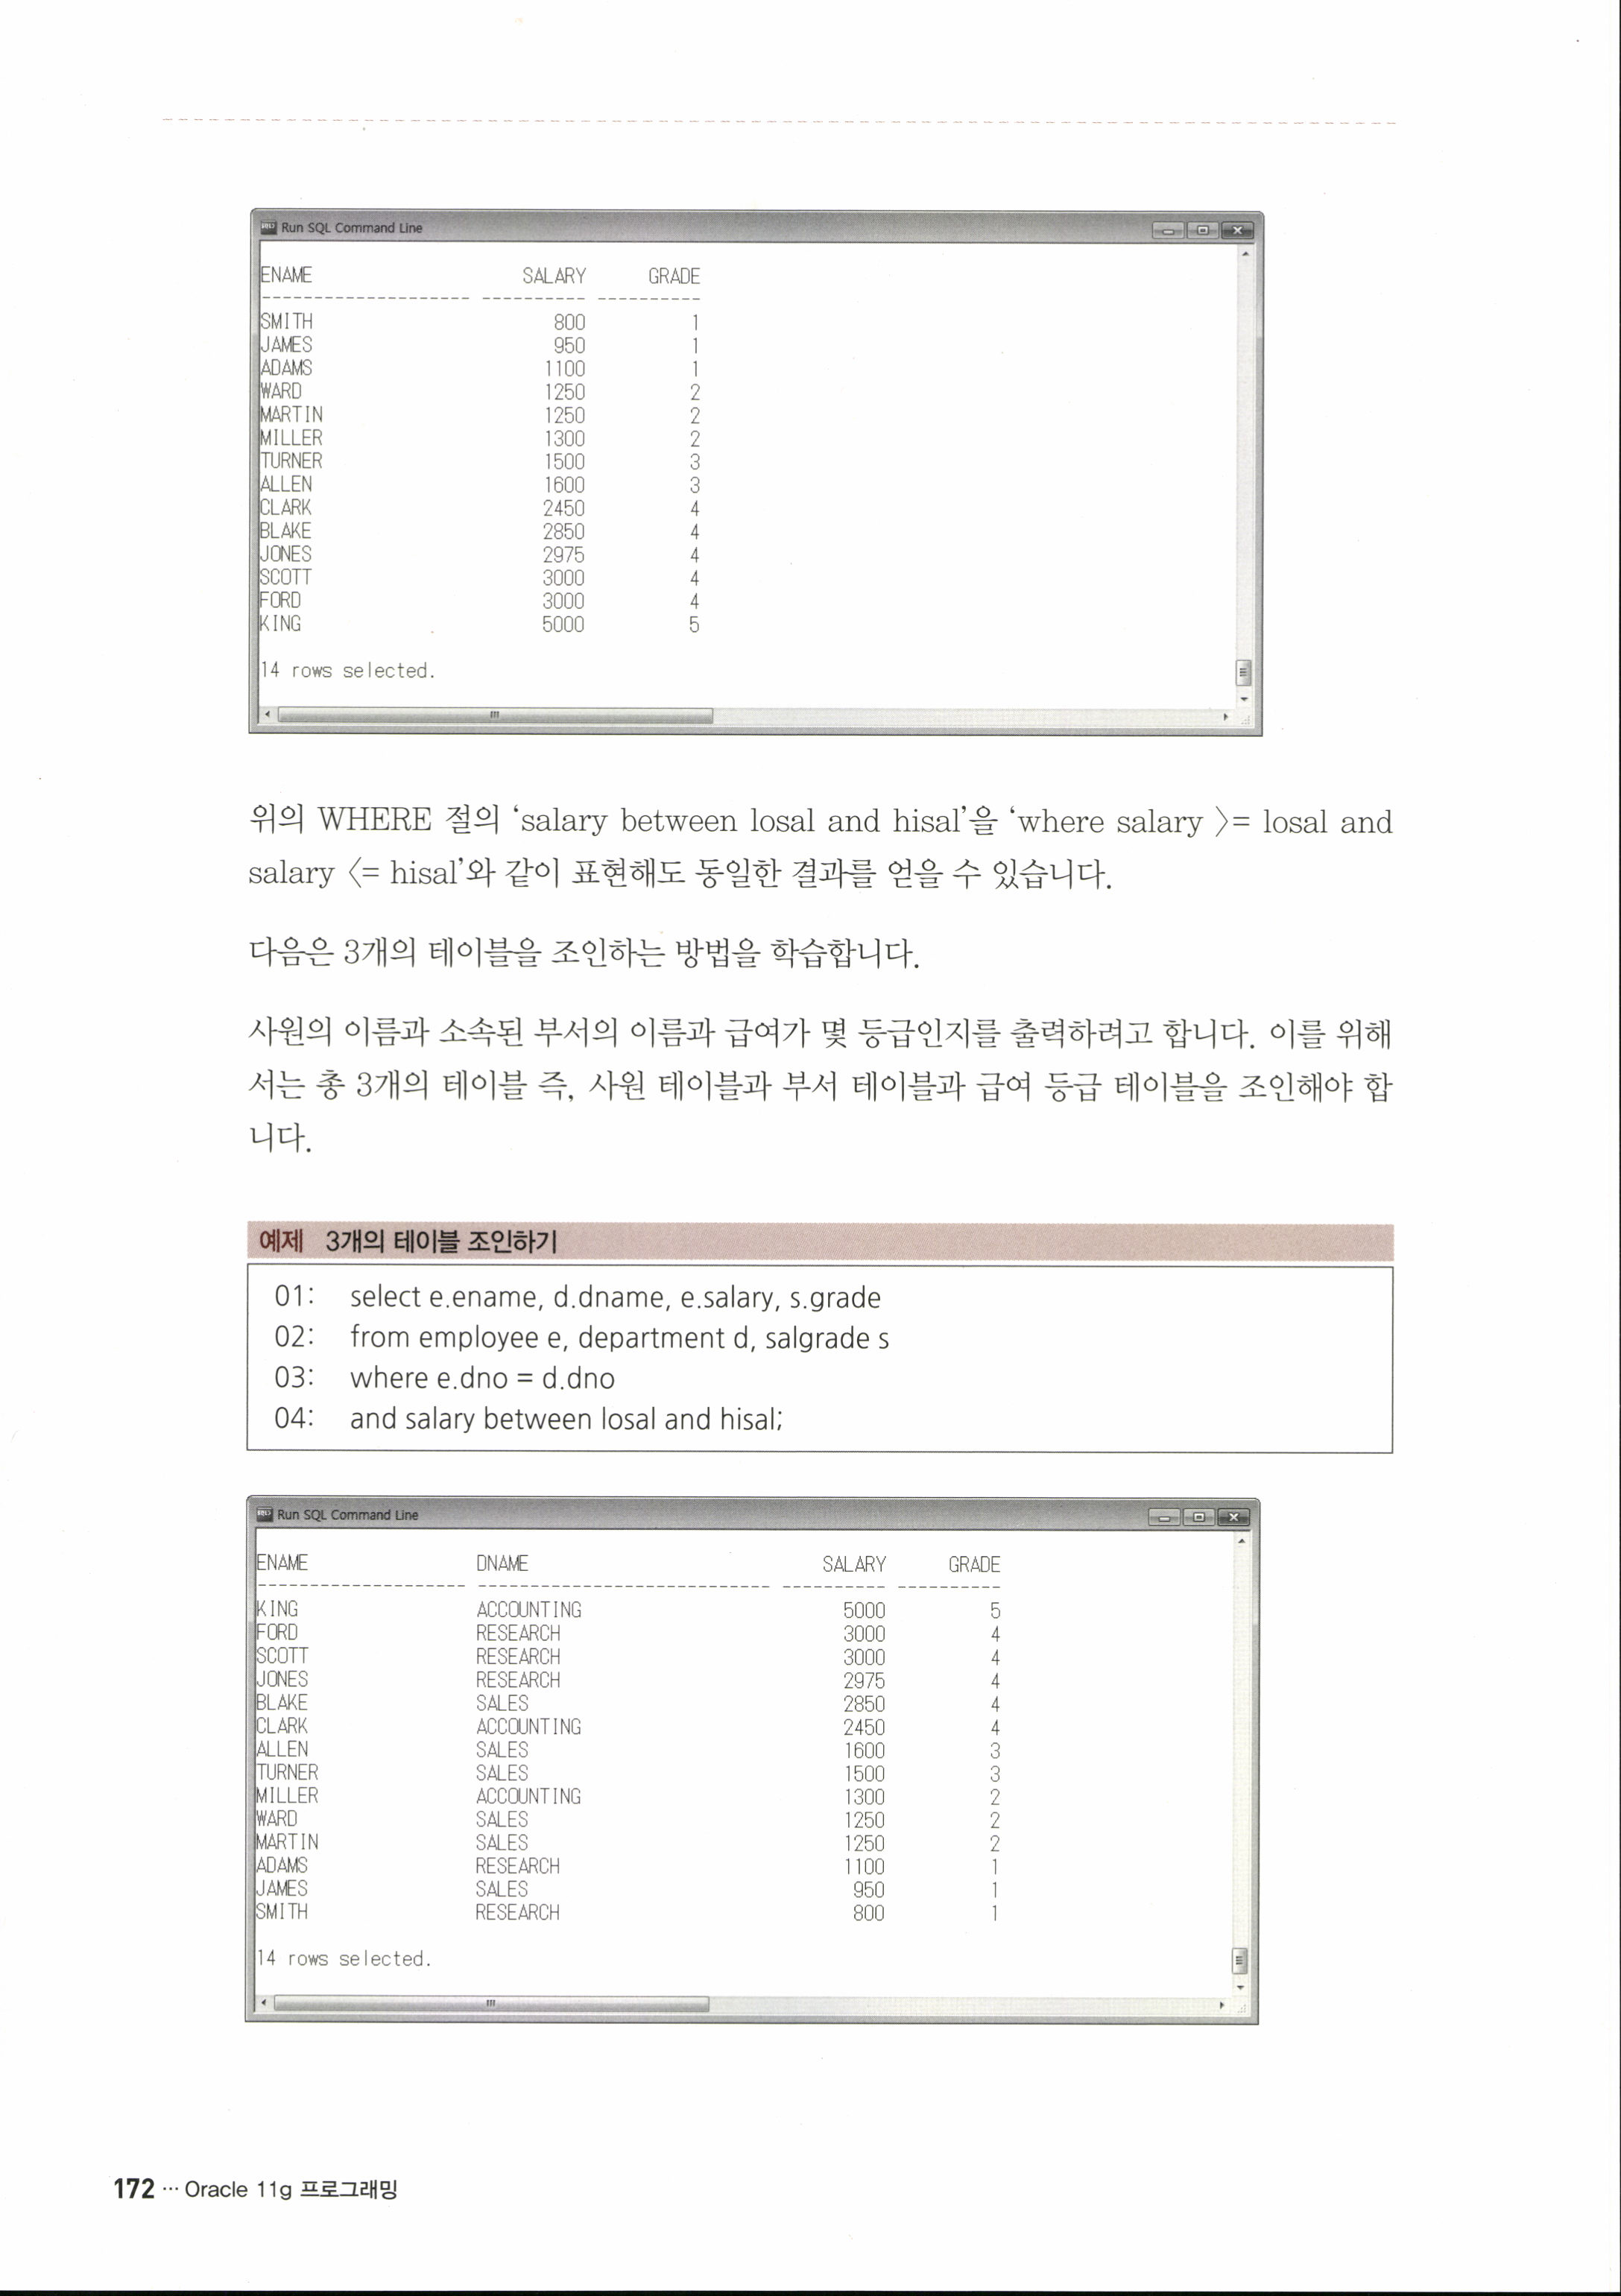 Run SQL Command Line
ENAME SALARY GRADE
-------------------- ---------- ----------
SMITH 800 1
JAMES 950 1
ADAMS 1100 1
WARD 1250 2
MARTIN 1250 2
MILLER 1300 2
TURNER 1500 3
ALLEN 1600 3
CLARK 2450 4
BLAKE 2850 4
JONES 2975 4
SCOTT 3000 4
FORD 3000 4
KING 5000 5
14 rows selected.
위의 WHERE 절의 ‘salary between losal and hisal’을 ‘where salary >= losal and
salary <= hisal’와 같이 표현해도 동일한 결과를 얻을 수 있습니다.
다음은 3개의 테이블을 조인하는 방법을 학습합니다.
사원의 이름과 소속된 부서의 이름과 급여가 몇 등급인지를 출력하려고 합니다. 이를 위해
서는 총 3개의 테이블 즉, 사원 테이블과 부서 테이블과 급여 등급 테이블을 조인해야 합
니다.
예제 3개의 테이블 조인하기
01: select e.ename, d.dname, e.salary, s.grade
02: from employee e, department d, salgrade s
03: where e.dno = d.dno
04: and salary between losal and hisal;
Run SQL Command Line
ENAME DNAME SALARY GRADE
-------------------- ---------------------------- ---------- ----------
KING ACCOUNTING 5000 5
FORD RESEARCH 3000 4
SCOTT RESEARCH 3000 4
JONES RESEARCH 2975 4
BLAKE SALES 2850 4
CLARK ACCOUNTING 2450 4
ALLEN SALES 1600 3
TURNER SALES 1500 3
MILLER ACCOUNTING 1300 2
WARD SALES 1250 2
MARTIN SALES 1250 2
ADAMS RESEARCH 1100 1
JAMES SALES 950 1
SMITH RESEARCH 800 1
14 rows selected.
172 ··· Oracle 11g 프로그래밍